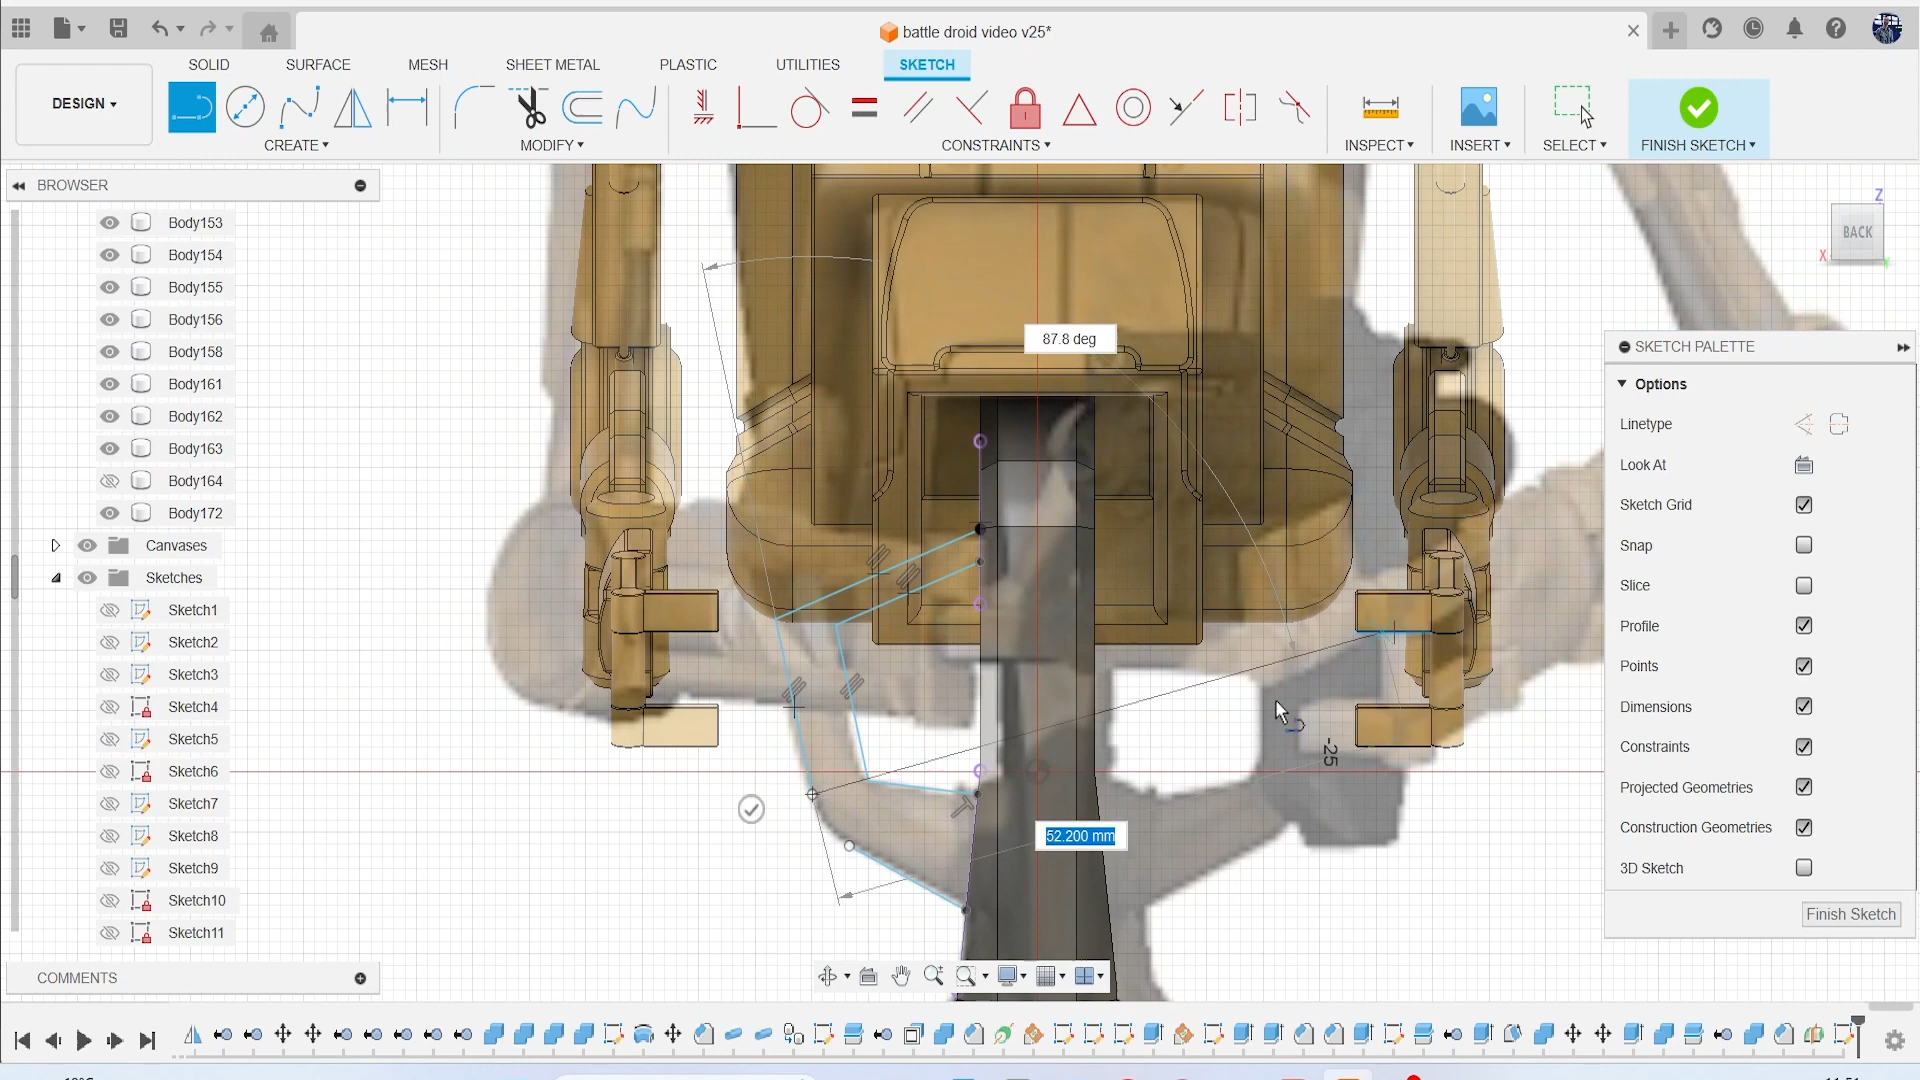 battle droid video v25*
SOLID SURFACE MESH SHEET METAL PLASTIC UTILITIES SKETCH
DESIGN
CREATE MODIFY CONSTRAINTS INSPECT INSERT SELECT FINISH SKETCH
BROWSER
Body153
Body154
Body155
Body156
Body158
Body161
Body162
Body163
Body164
Body172
Canvases
Sketches
Sketch1
Sketch2
Sketch3
Sketch4
Sketch5
Sketch6
Sketch7
Sketch8
Sketch9
Sketch10
Sketch11
COMMENTS
Z
BACK
X
87.8 deg
-25
52.200 mm
SKETCH PALETTE
Options
Linetype
Look At
Sketch Grid
Snap
Slice
Profile
Points
Dimensions
Constraints
Projected Geometries
Construction Geometries
3D Sketch
Finish Sketch